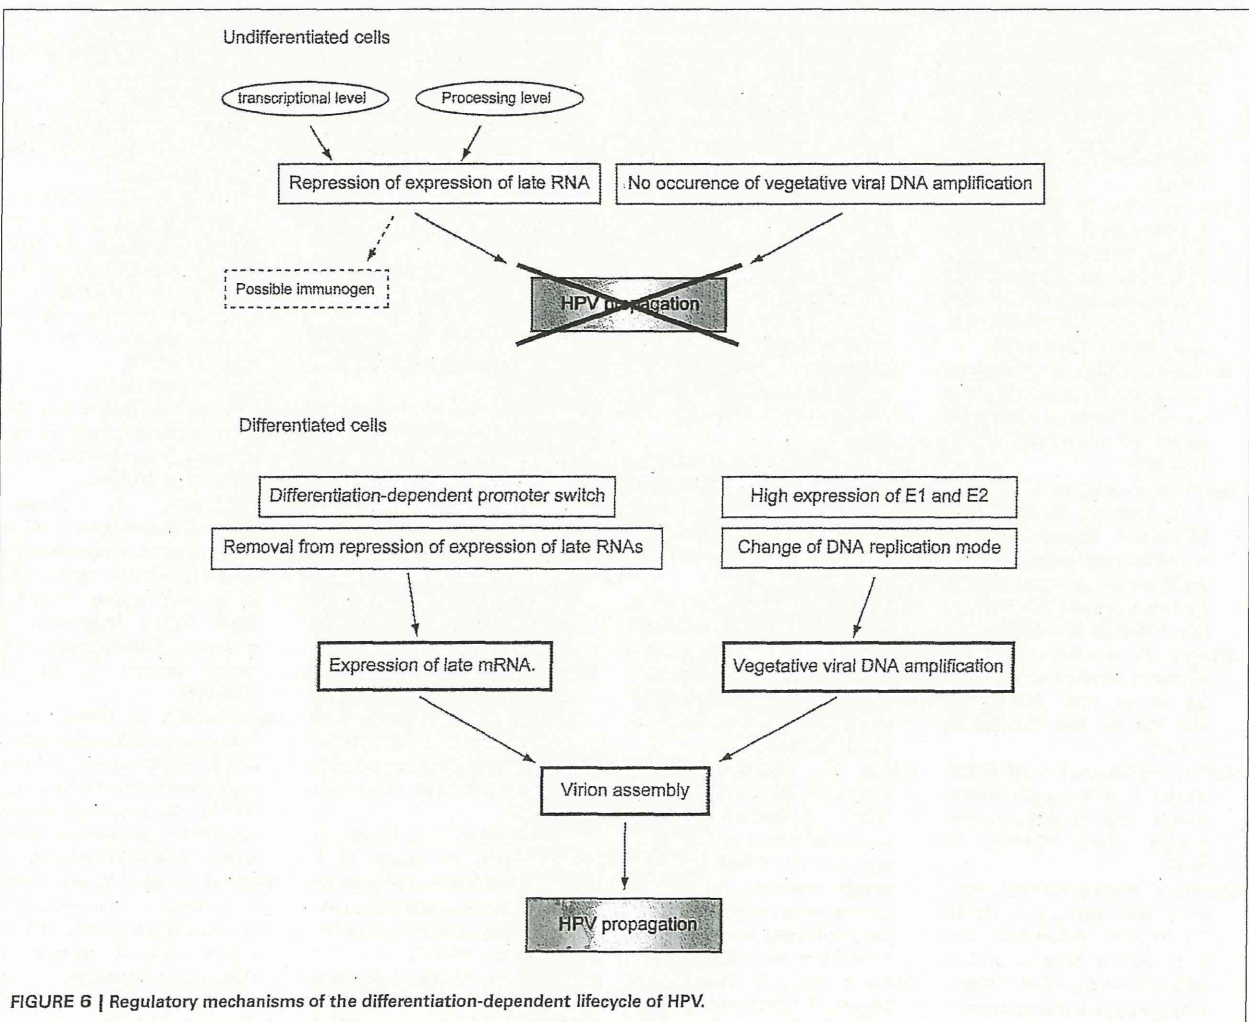 Undifferentiated cells
transcriptional level
Processing level
Repression of expression of late RNA
No occurence of vegetative viral DNA amplification
Possible immunogen
HPV propagation
Differentiated cells
Differentiation-dependent promoter switch
High expression of E1 and E2
Removal from repression of expression of late RNAs
Change of DNA replication mode
Expression of late mRNA.
Vegetative viral DNA amplification
Virion assembly
HPV propagation
FIGURE 6 | Regulatory mechanisms of the differentiation-dependent lifecycle of HPV.